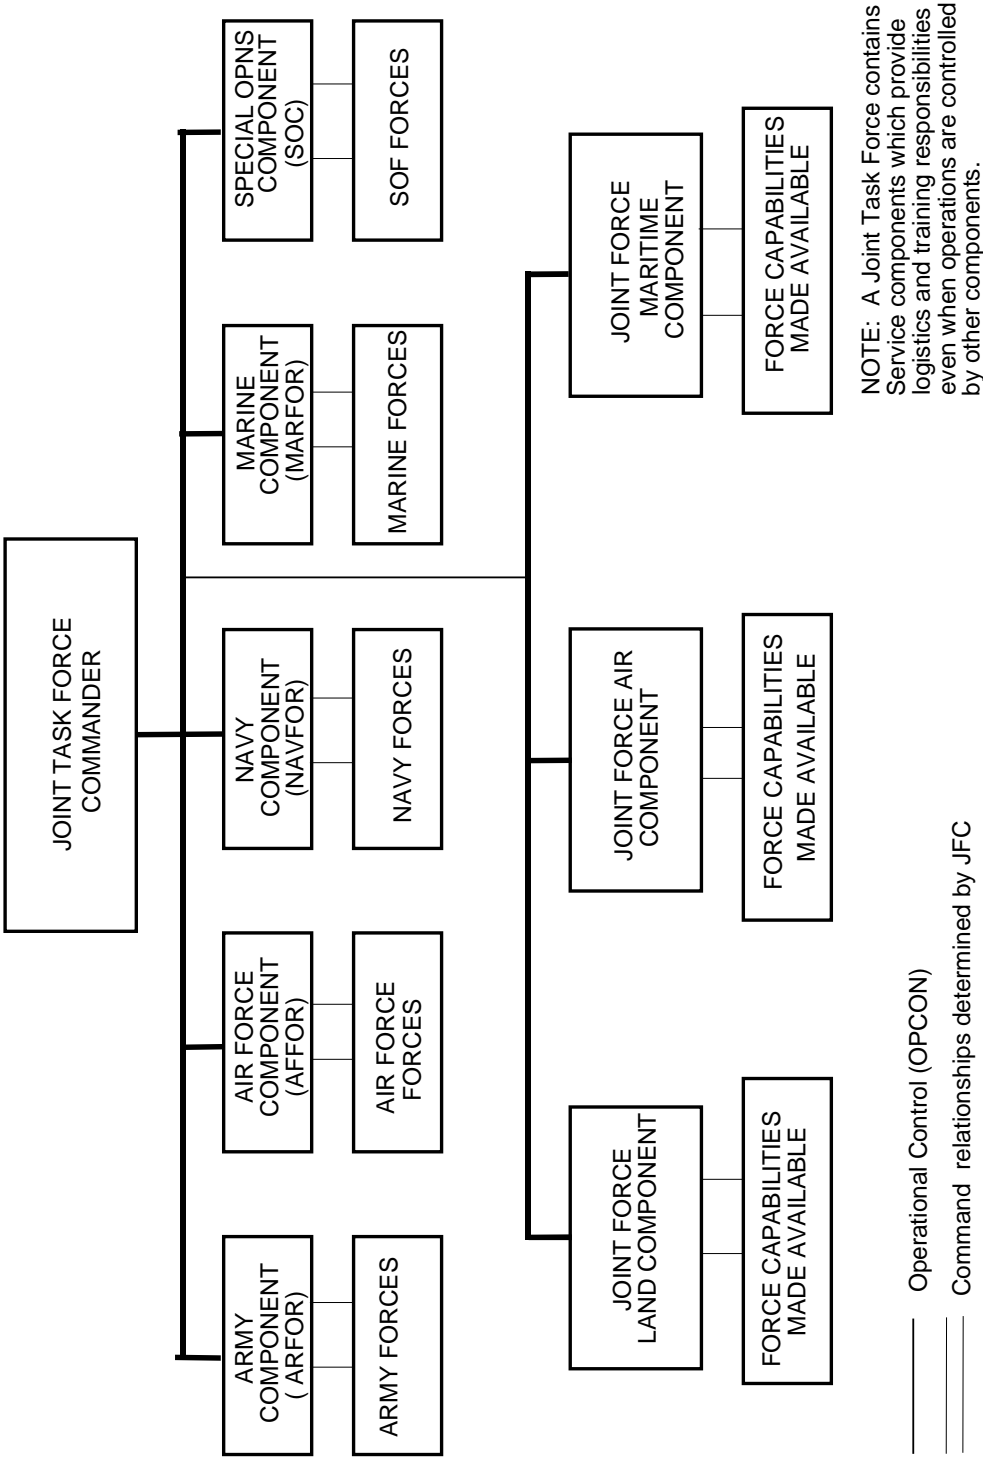 JOINT TASK FORCE
COMMANDER
ARMY
COMPONENT
( ARFOR)
AIR FORCE
COMPONENT
(AFFOR)
NAVY
COMPONENT
(NAVFOR)
MARINE
COMPONENT
(MARFOR)
SPECIAL OPNS
COMPONENT
(SOC)
ARMY FORCES
AIR FORCE
FORCES
NAVY FORCES
MARINE FORCES
SOF FORCES
JOINT FORCE
LAND COMPONENT
JOINT FORCE AIR
COMPONENT
JOINT FORCE
MARITIME
COMPONENT
FORCE CAPABILITIES
MADE AVAILABLE
FORCE CAPABILITIES
MADE AVAILABLE
FORCE CAPABILITIES
MADE AVAILABLE
Operational Control (OPCON)
Command relationships determined by JFC
NOTE: A Joint Task Force contains
Service components which provide
logistics and training responsibilities
even when operations are controlled
by other components.